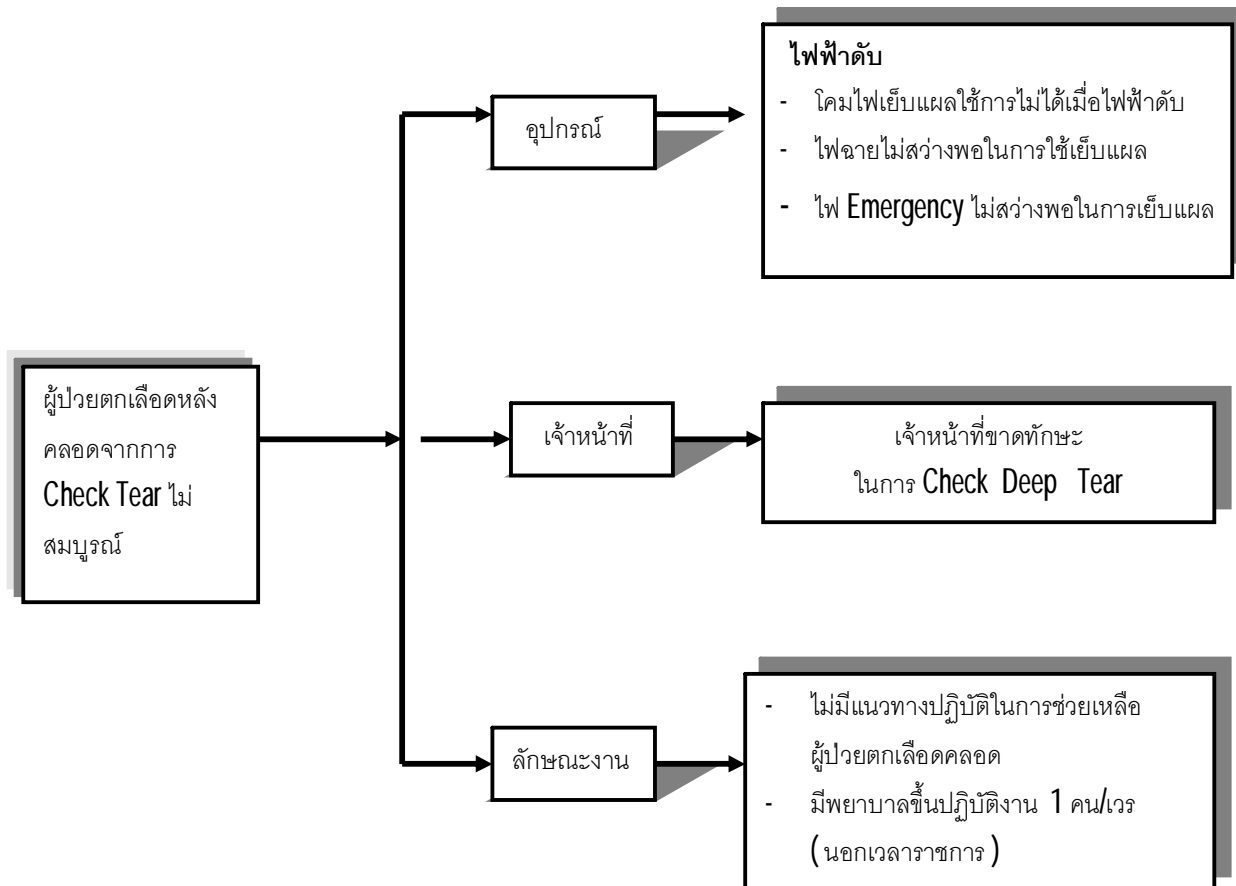 ผู้ป่วยตกเลือดหลัง
คลอดจากการ
Check Tear ไม่
สมบูรณ์
อุปกรณ์
ไฟฟ้าดับ
- โคมไฟเย็บแผลใช้การไม่ได้เมื่อไฟฟ้าดับ
- ไฟฉายไม่สว่างพอในการใช้เย็บแผล
- ไฟ Emergency ไม่สว่างพอในการเย็บแผล
เจ้าหน้าที่
เจ้าหน้าที่ขาดทักษะ
ในการ Check Deep Tear
ลักษณะงาน
- ไม่มีแนวทางปฏิบัติในการช่วยเหลือ
ผู้ป่วยตกเลือดคลอด
- มีพยาบาลขึ้นปฏิบัติงาน 1 คน/เวร
( นอกเวลาราชการ )